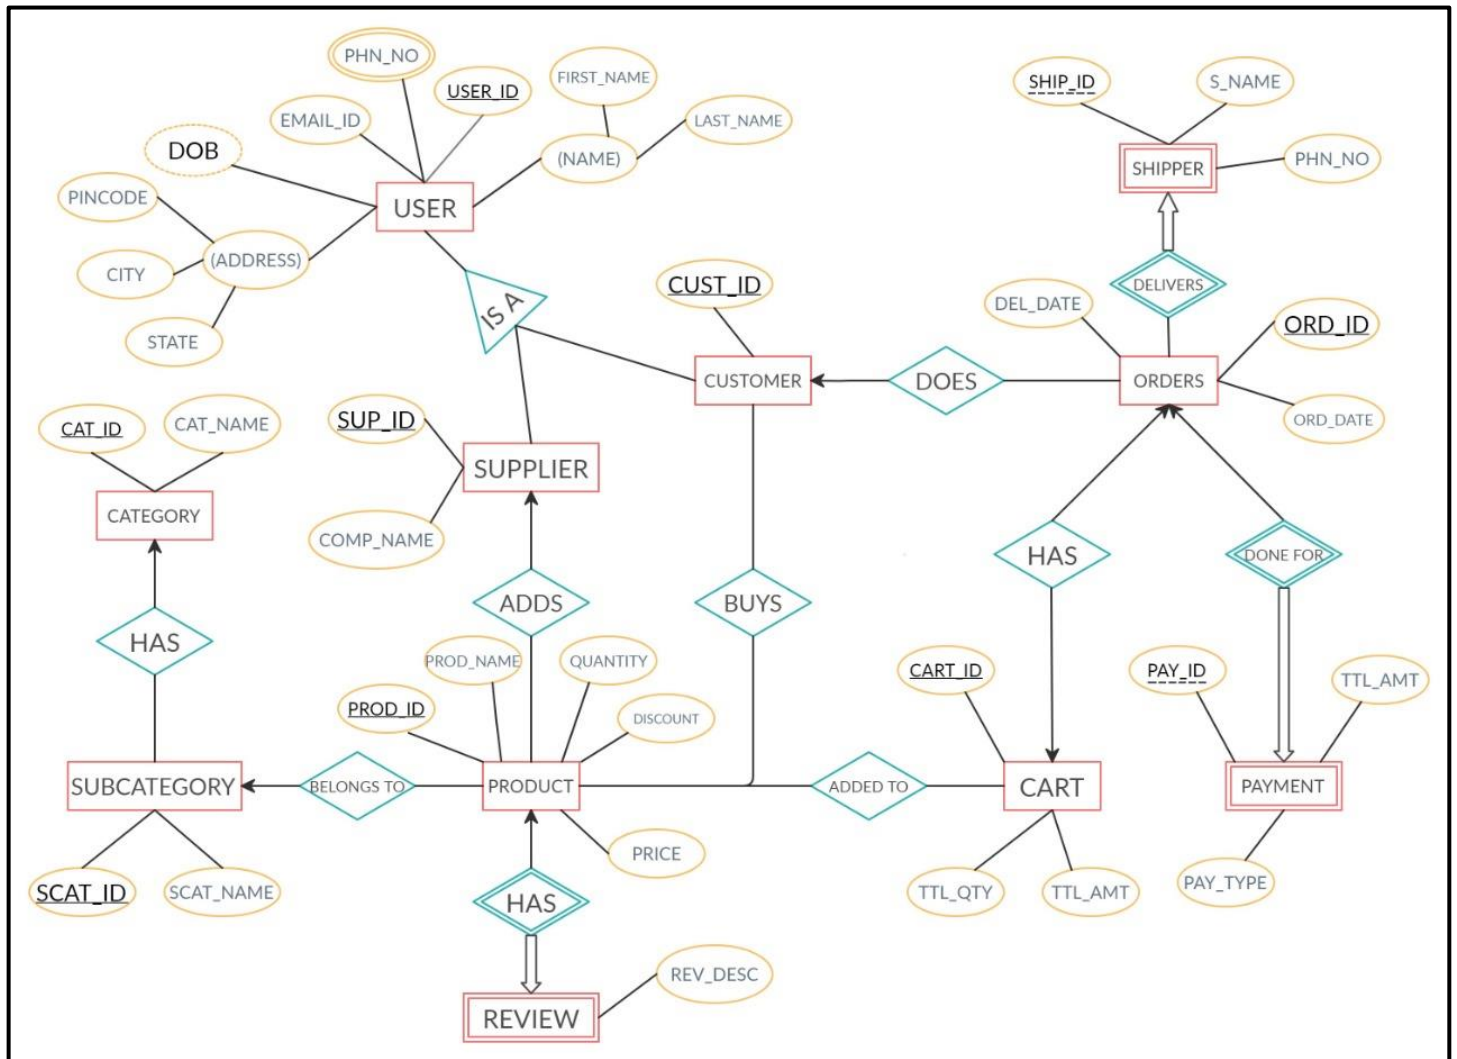 PHN_NO
USER_ID
FIRST_NAME
EMAIL_ID
LAST_NAME
DOB
(NAME)
PINCODE
USER
(ADDRESS)
CITY
STATE
IS A
SHIP_ID
S_NAME
SHIPPER
PHN_NO
DELIVERS
CUST_ID
DEL_DATE
ORD_ID
CUSTOMER
DOES
ORDERS
ORD_DATE
CAT_ID
CAT_NAME
SUP_ID
SUPPLIER
CATEGORY
COMP_NAME
HAS
DONE FOR
ADDS
BUYS
HAS
PROD_NAME
QUANTITY
CART_ID
PAY_ID
TTL_AMT
PROD_ID
DISCOUNT
SUBCATEGORY
BELONGS TO
PRODUCT
ADDED TO
CART
PAYMENT
PRICE
SCAT_ID
SCAT_NAME
TTL_QTY
TTL_AMT
PAY_TYPE
HAS
REV_DESC
REVIEW